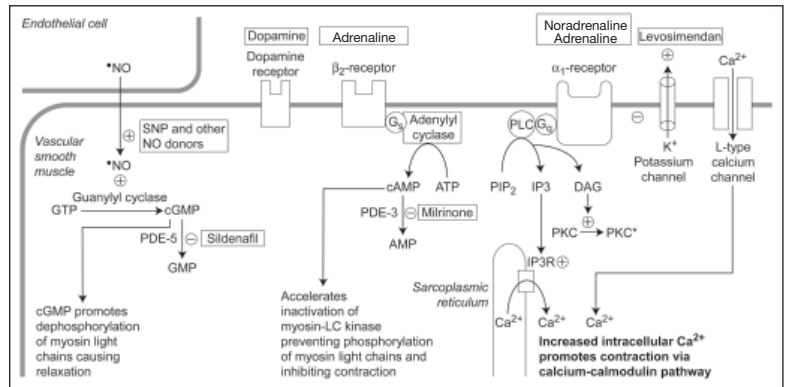 Endothelial cell
•NO
Dopamine
Dopamine
receptor
Adrenaline
β2-receptor
Noradrenaline
Adrenaline
α1-receptor
Levosimendan
⊕
Ca2+
Vascular
smooth
muscle
⊕
SNP and other
NO donors
•NO
⊕
Guanylyl cyclase
GTP
cGMP
PDE-5
⊖
Sildenafil
GMP
cGMP promotes
dephosphorylation
of myosin light
chains causing
relaxation
Gs
Adenylyl
cyclase
cAMP
ATP
PDE-3
⊖
Milrinone
AMP
Accelerates
inactivation of
myosin-LC kinase
preventing phosphorylation
of myosin light chains and
inhibiting contraction
PLC
Gq
PIP2
IP3
DAG
⊕
PKC
PKC*
⊖
K+
Potassium
channel
L-type
calcium
channel
IP3R⊕
Sarcoplasmic
reticulum
Ca2+
Ca2+
Ca2+
Increased intracellular Ca2+
promotes contraction via
calcium-calmodulin pathway